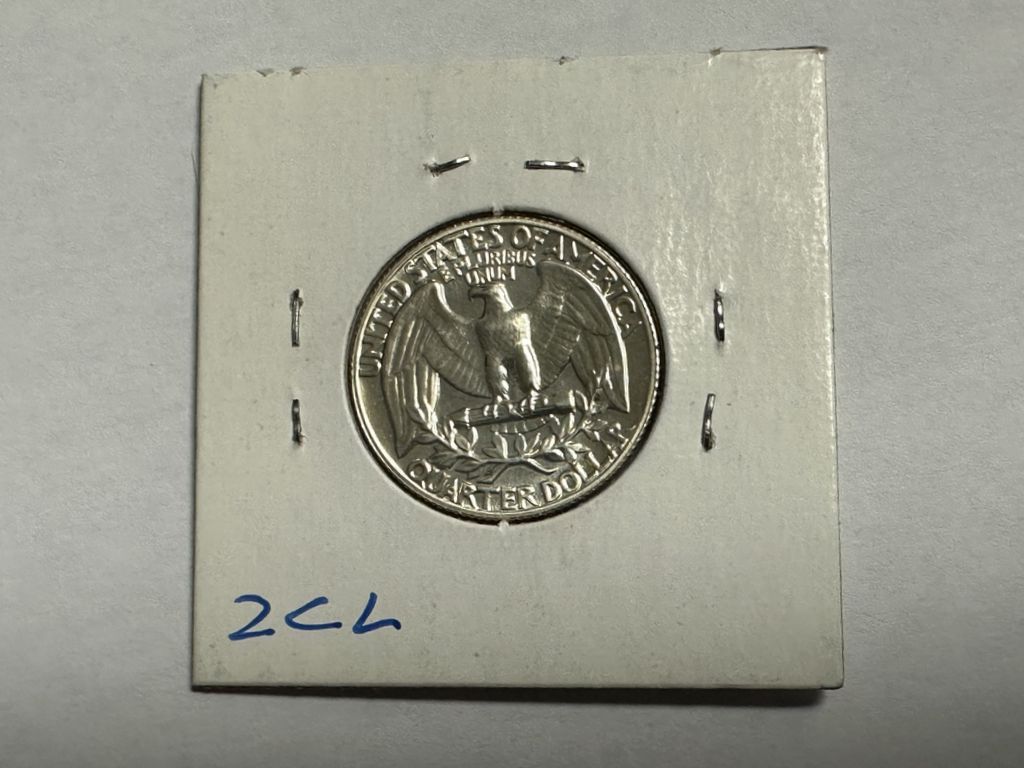 UNITED STATES OF AMERICA
E PLURIBUS
UNUM
QUARTER DOLLAR
2CL